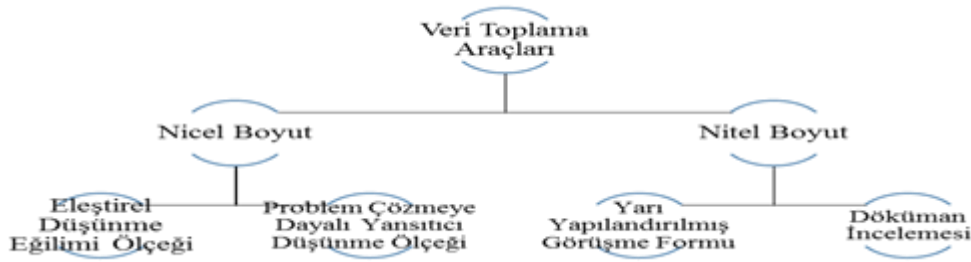 Veri Toplama
Araçları
Nicel Boyut
Nitel Boyut
Eleştirel
Düşünme
Eğilimi Ölçeği
Problem Çözmeye
Dayalı Yansıtıcı
Düşünme Ölçeği
Yarı
Yapılandırılmış
Görüşme Formu
Döküman
İncelemesi